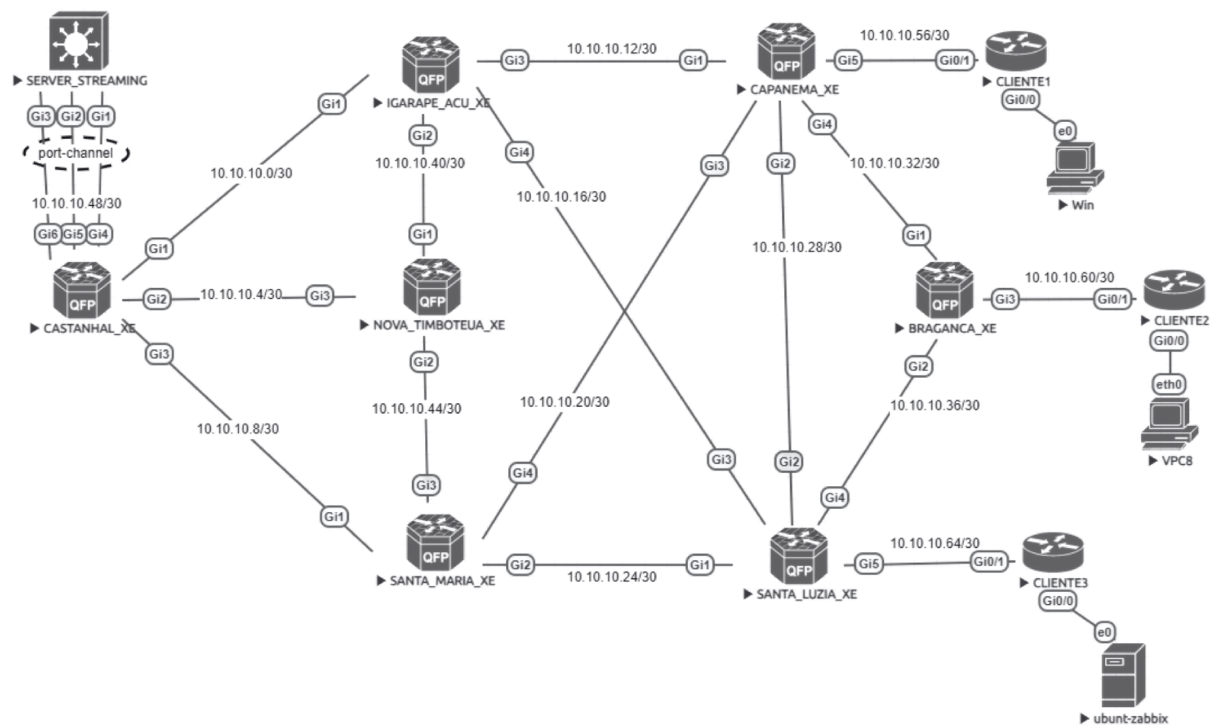 ▶ SERVER_STREAMING
Gi3 Gi2 Gi1
port-channel
10.10.10.48/30
Gi6 Gi5 Gi4
QFP
▶ CASTANHAL_XE
Gi1
10.10.10.0/30
Gi1
Gi2
10.10.10.4/30
Gi3
Gi3
10.10.10.8/30
Gi1
QFP
▶ IGARAPE_ACU_XE
Gi2
10.10.10.40/30
Gi1
QFP
▶ NOVA_TIMBOTEUA_XE
Gi2
10.10.10.44/30
Gi3
QFP
▶ SANTA_MARIA_XE
Gi3
10.10.10.12/30
Gi1
Gi4
10.10.10.16/30
Gi3
Gi4
10.10.10.20/30
Gi3
Gi2
10.10.10.24/30
Gi1
QFP
▶ CAPANEMA_XE
Gi2
10.10.10.28/30
Gi2
QFP
▶ SANTA_LUZIA_XE
Gi4
10.10.10.32/30
Gi1
QFP
▶ BRAGANCA_XE
Gi2
10.10.10.36/30
Gi4
Gi5
10.10.10.56/30
Gi0/1
▶ CLIENTE1
Gi0/0
e0
▶ Win
Gi3
10.10.10.60/30
Gi0/1
▶ CLIENTE2
Gi0/0
eth0
▶ VPC8
Gi5
10.10.10.64/30
Gi0/1
▶ CLIENTE3
Gi0/0
e0
▶ ubunt-zabbix